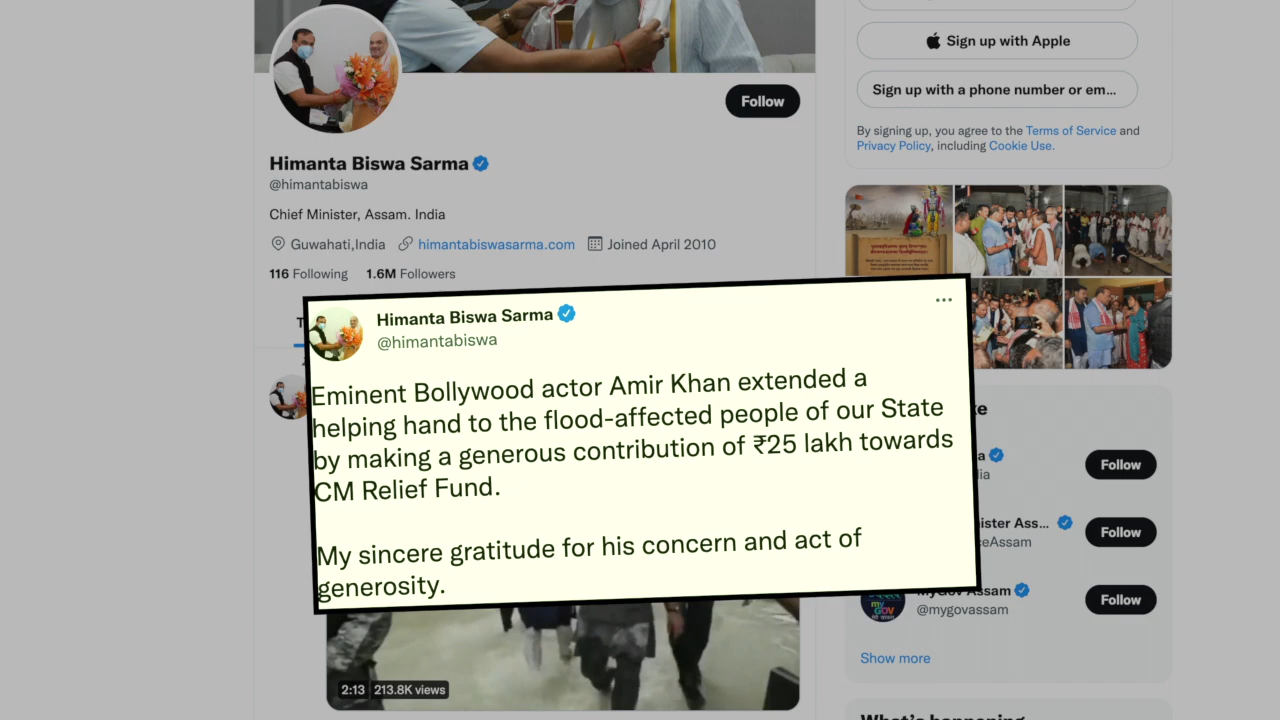 Sign up with Apple
Sign up with a phone number or em...
By signing up, you agree to the Terms of Service and
Privacy Policy, including Cookie Use.
Follow
Himanta Biswa Sarma
@himantabiswa
Chief Minister, Assam. India
Guwahati,India himantabiswasarma.com Joined April 2010
116 Following 1.6M Followers
Himanta Biswa Sarma
@himantabiswa
Eminent Bollywood actor Amir Khan extended a
helping hand to the flood-affected people of our State
by making a generous contribution of ₹25 lakh towards
CM Relief Fund.
My sincere gratitude for his concern and act of
generosity.
2:13 213.8K views
Follow
Follow
MyGov Assam
@mygovassam
Follow
Show more
What's happening